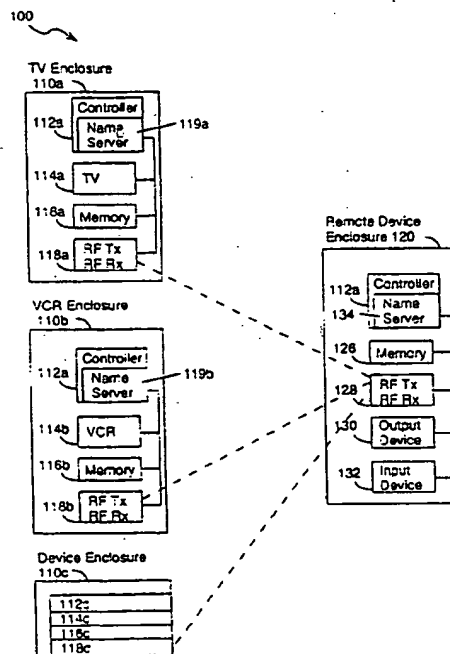 100
TV Enclosure
110a
Controller
112a
Name
Server
119a
114a
TV
116a
Memory
118a
RF Tx
RF Rx
VCR Enclosure
110b
Controller
112a
Name
Server
119b
114b
VCR
116b
Memory
118b
RF Tx
RF Rx
Device Enclosure
110c
112c
114c
116c
118c
Remote Device
Enclosure 120
Controller
112a
Name
134
Server
126
Memory
128
RF Tx
RF Rx
130
Output
Device
132
Input
Device